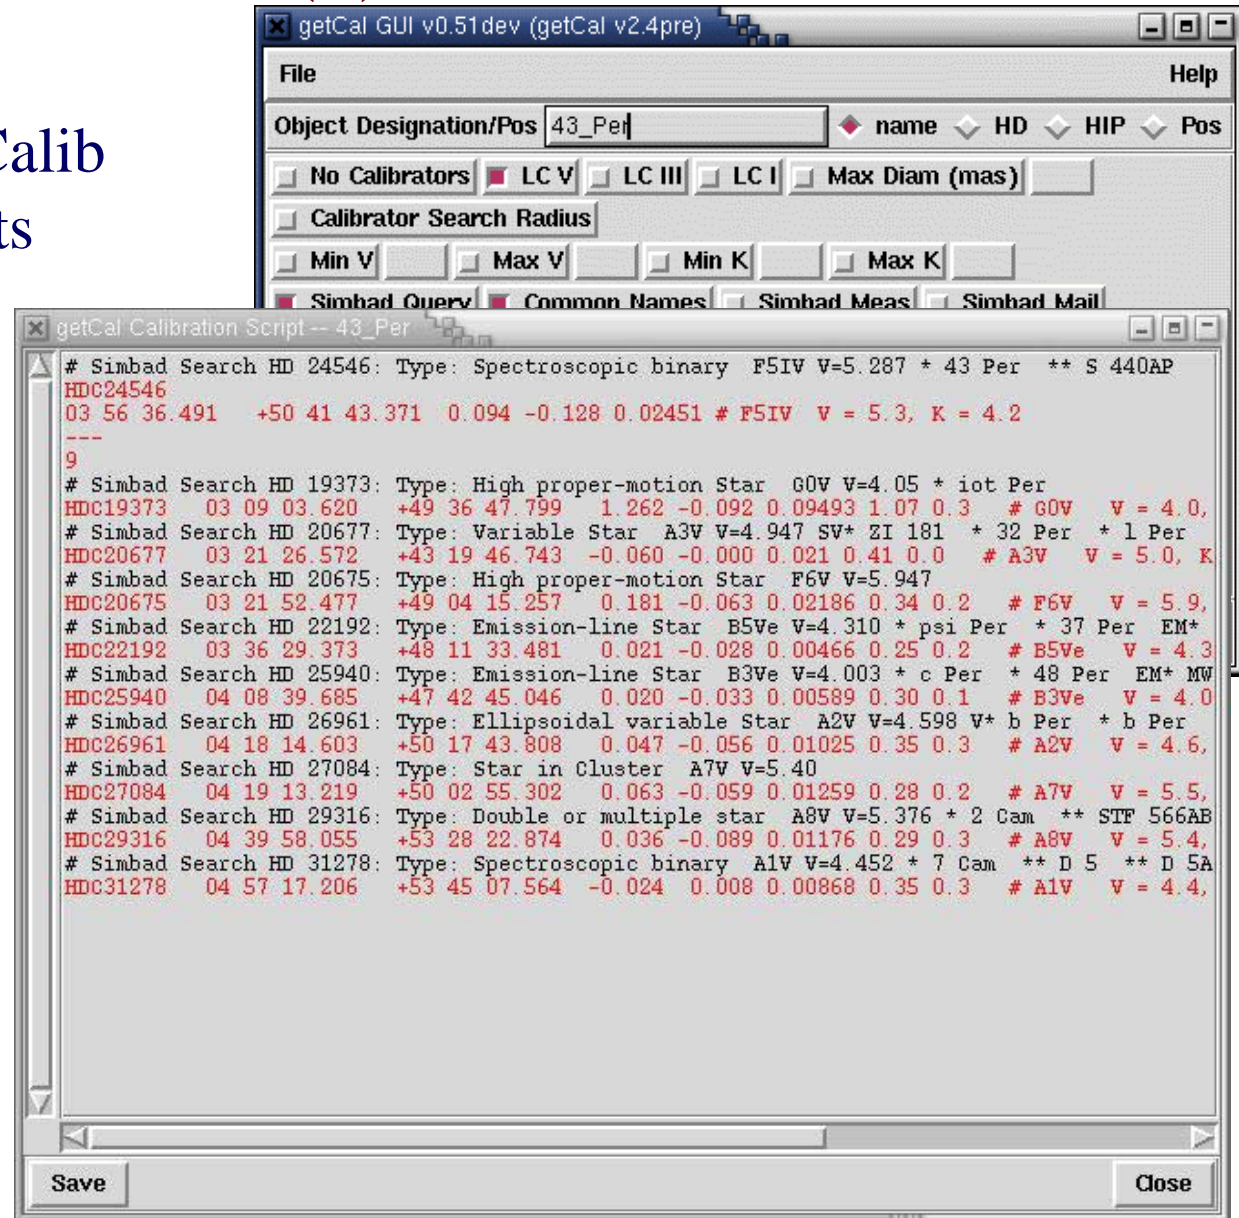 getCal GUI v0.51dev (getCal v2.4pre)
File Help
Object Designation/Pos 43_Per name HD HIP Pos
No Calibrators LC V LC III LC I Max Diam (mas)
Calibrator Search Radius
Min V Max V Min K Max K
Simbad Query Common Names Simbad Meas Simbad Mail
Calib
ts
getCal Calibration Script -- 43_Per
# Simbad Search HD 24546: Type: Spectroscopic binary F5IV V=5.287 * 43 Per ** S 440AP
HDC24546
03 56 36.491 +50 41 43.371 0.094 -0.128 0.02451 # F5IV V = 5.3, K = 4.2
---
9
# Simbad Search HD 19373: Type: High proper-motion Star G0V V=4.05 * iot Per
HDC19373 03 09 03.620 +49 36 47.799 1.262 -0.092 0.09493 1.07 0.3 # G0V V = 4.0,
# Simbad Search HD 20677: Type: Variable Star A3V V=4.947 SV* ZI 181 * 32 Per * l Per
HDC20677 03 21 26.572 +43 19 46.743 -0.060 -0.000 0.021 0.41 0.0 # A3V V = 5.0, K
# Simbad Search HD 20675: Type: High proper-motion Star F6V V=5.947
HDC20675 03 21 52.477 +49 04 15.257 0.181 -0.063 0.02186 0.34 0.2 # F6V V = 5.9,
# Simbad Search HD 22192: Type: Emission-line Star B5Ve V=4.310 * psi Per * 37 Per EM*
HDC22192 03 36 29.373 +48 11 33.481 0.021 -0.028 0.00466 0.25 0.2 # B5Ve V = 4.3
# Simbad Search HD 25940: Type: Emission-line Star B3Ve V=4.003 * c Per * 48 Per EM* MW
HDC25940 04 08 39.685 +47 42 45.046 0.020 -0.033 0.00589 0.30 0.1 # B3Ve V = 4.0
# Simbad Search HD 26961: Type: Ellipsoidal variable Star A2V V=4.598 V* b Per * b Per
HDC26961 04 18 14.603 +50 17 43.808 0.047 -0.056 0.01025 0.35 0.3 # A2V V = 4.6,
# Simbad Search HD 27084: Type: Star in Cluster A7V V=5.40
HDC27084 04 19 13.219 +50 02 55.302 0.063 -0.059 0.01259 0.28 0.2 # A7V V = 5.5,
# Simbad Search HD 29316: Type: Double or multiple star A8V V=5.376 * 2 Cam ** STF 566AB
HDC29316 04 39 58.055 +53 28 22.874 0.036 -0.089 0.01176 0.29 0.3 # A8V V = 5.4,
# Simbad Search HD 31278: Type: Spectroscopic binary A1V V=4.452 * 7 Cam ** D 5 ** D 5A
HDC31278 04 57 17.206 +53 45 07.564 -0.024 0.008 0.00868 0.35 0.3 # A1V V = 4.4,
Save Close